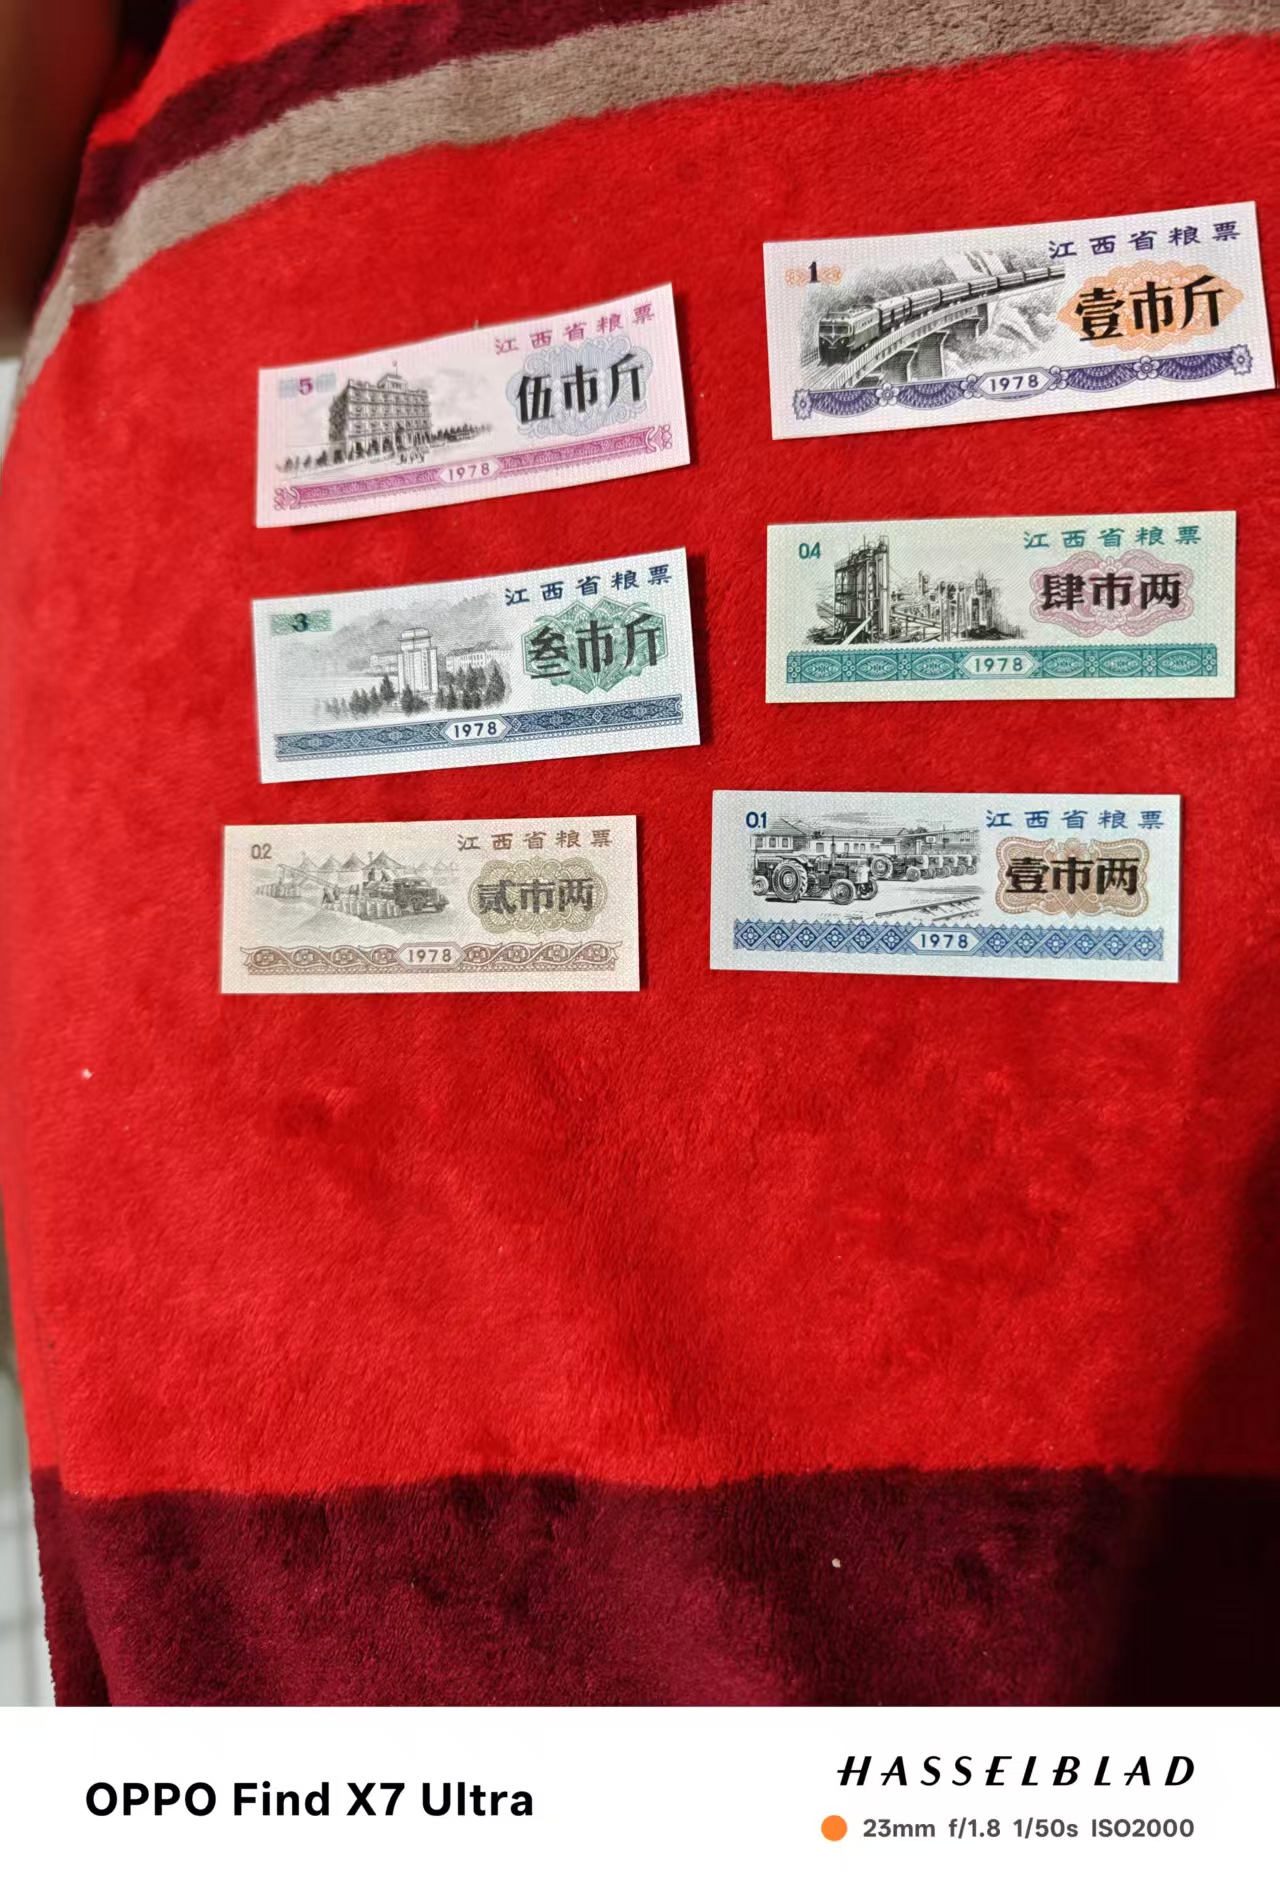 江西省粮票
5
伍市斤
1978
江西省粮票
1
壹市斤
1978
江西省粮票
3
叁市斤
1978
江西省粮票
0.4
肆市两
1978
江西省粮票
0.2
贰市两
1978
江西省粮票
0.1
壹市两
1978
OPPO Find X7 Ultra
HASSELBLAD
23mm f/1.8 1/50s ISO2000